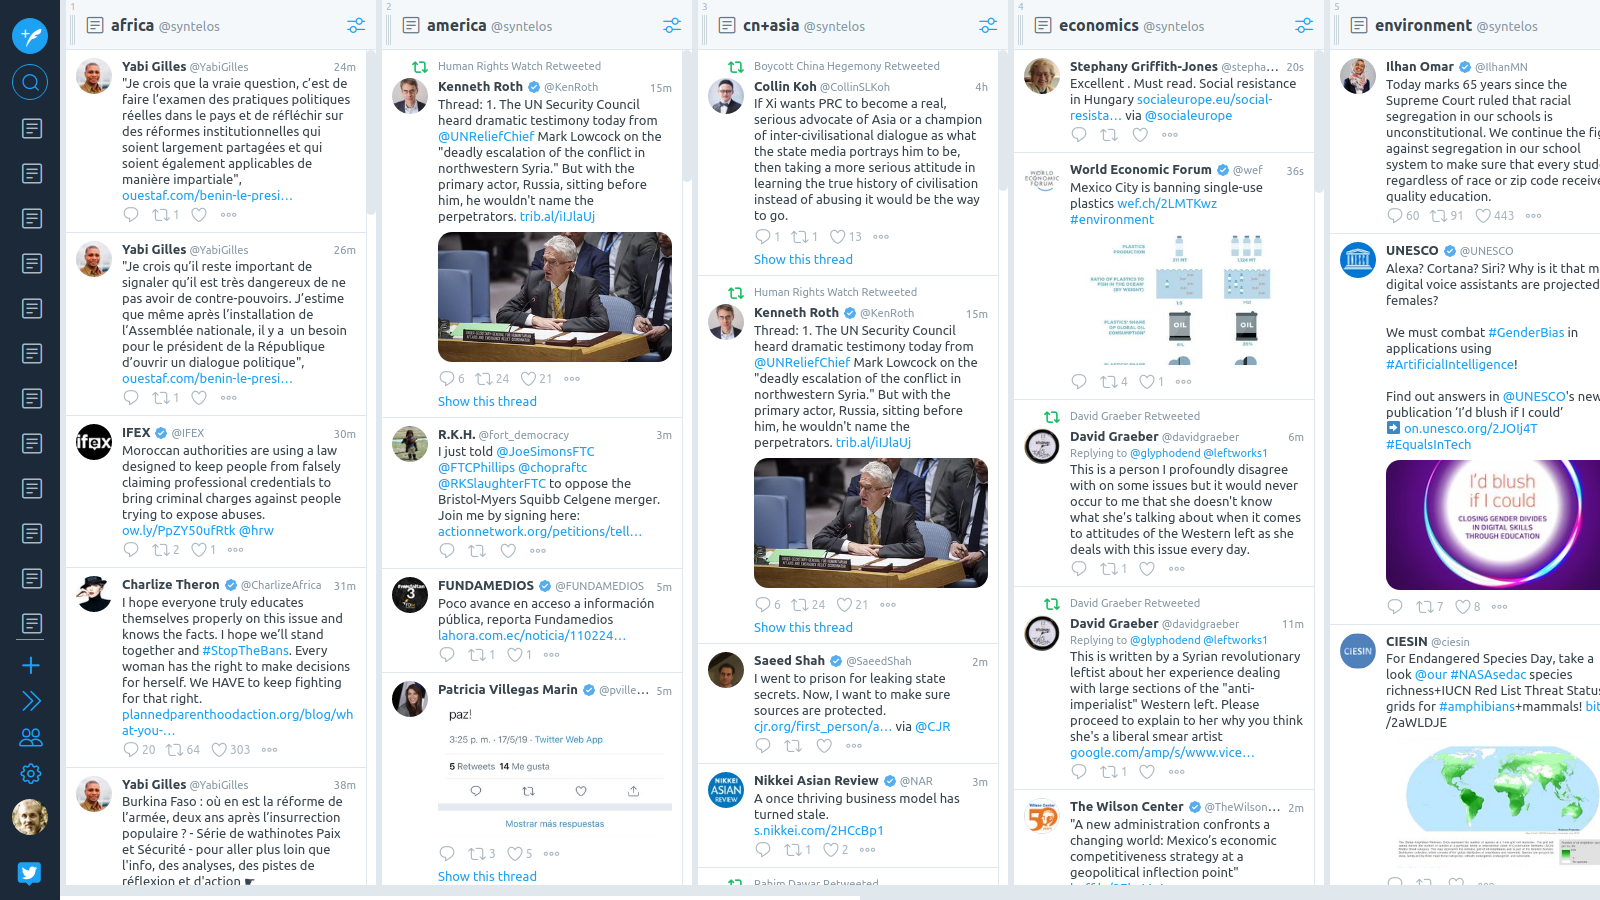 1
africa @syntelos
Yabi Gilles @YabiGilles 24m
"Je crois que la vraie question, c’est de
faire l’examen des pratiques politiques
réelles dans le pays et de réfléchir sur
des réformes institutionnelles qui
soient largement partagées et qui
soient également applicables de
manière impartiale",
ouestaf.com/benin-le-presi…
1
Yabi Gilles @YabiGilles 26m
"Je crois qu’il reste important de
signaler qu’il est très dangereux de ne
pas avoir de contre-pouvoirs. J’estime
que même après l’installation de
l’Assemblée nationale, il y a un besoin
pour le président de la République
d’ouvrir un dialogue politique",
ouestaf.com/benin-le-presi…
1
ifex
IFEX @IFEX 30m
Moroccan authorities are using a law
designed to keep people from falsely
claiming professional credentials to
bring criminal charges against people
trying to expose abuses.
ow.ly/PpZY50ufRtk @hrw
2 1
Charlize Theron @CharlizeAfrica 31m
I hope everyone truly educates
themselves properly on this issue and
knows the facts. I hope we’ll stand
together and #StopTheBans. Every
woman has the right to make decisions
for herself. We HAVE to keep fighting
for that right.
plannedparenthoodaction.org/blog/wh
at-you-…
20 64 303
Yabi Gilles @YabiGilles 38m
Burkina Faso : où en est la réforme de
l’armée, deux ans après l’insurrection
populaire ? - Série de wathinotes Paix
et Sécurité - pour aller plus loin que
l'info, des analyses, des pistes de
réflexion et d'action
2
america @syntelos
Human Rights Watch Retweeted
Kenneth Roth @KenRoth 15m
Thread: 1. The UN Security Council
heard dramatic testimony today from
@UNReliefChief Mark Lowcock on the
"deadly escalation of the conflict in
northwestern Syria." But with the
primary actor, Russia, sitting before
him, he wouldn't name the
perpetrators. trib.al/iIJlaUj
6 24 21
Show this thread
R.K.H. @fort_democracy 3m
I just told @JoeSimonsFTC
@FTCPhillips @chopraftc
@RKSlaughterFTC to oppose the
Bristol-Myers Squibb Celgene merger.
Join me by signing here:
actionnetwork.org/petitions/tell…
FUNDAMEDIOS @FUNDAMEDIOS 5m
Poco avance en acceso a información
pública, reporta Fundamedios
lahora.com.ec/noticia/110224…
1 1
Patricia Villegas Marin @pville… 5m
paz!
3:25 p. m. · 17/5/19 · Twitter Web App
5 Retweets 14 Me gusta
Mostrar más respuestas
3 5
Show this thread
3
cn+asia @syntelos
Boycott China Hegemony Retweeted
Collin Koh @CollinSLKoh 4h
If Xi wants PRC to become a real,
serious advocate of Asia or a champion
of inter-civilisational dialogue as what
the state media portrays him to be,
then taking a more serious attitude in
learning the true history of civilisation
instead of abusing it would be the way
to go.
1 1 13
Show this thread
Human Rights Watch Retweeted
Kenneth Roth @KenRoth 15m
Thread: 1. The UN Security Council
heard dramatic testimony today from
@UNReliefChief Mark Lowcock on the
"deadly escalation of the conflict in
northwestern Syria." But with the
primary actor, Russia, sitting before
him, he wouldn't name the
perpetrators. trib.al/iIJlaUj
6 24 21
Show this thread
Saeed Shah @SaeedShah 2m
I went to prison for leaking state
secrets. Now, I want to make sure
sources are protected.
cjr.org/first_person/a… via @CJR
NIKKEI
ASIAN
REVIEW
Nikkei Asian Review @NAR 3m
A once thriving business model has
turned stale.
s.nikkei.com/2HCcBp1
1 2
Rahim Dawar Retweeted
4
economics @syntelos
Stephany Griffith-Jones @stepha… 20s
Excellent . Must read. Social resistance
in Hungary socialeurope.eu/social-
resista… via @socialeurope
WORLD
ECONOMIC
FORUM
World Economic Forum @wef 36s
Mexico City is banning single-use
plastics wef.ch/2LMTKwz
#environment
PLASTICS
PRODUCTION
RATIO OF PLASTICS TO
FISH IN THE OCEAN
(BY WEIGHT)
PLASTICS' SHARE
OF GLOBAL OIL
CONSUMPTION
OIL OIL
4 1
David Graeber Retweeted
David Graeber @davidgraeber 6m
Replying to @glyphodend @leftworks1
This is a person I profoundly disagree
with on some issues but it would never
occur to me that she doesn't know
what she's talking about when it comes
to attitudes of the Western left as she
deals with this issue every day.
1
David Graeber Retweeted
David Graeber @davidgraeber 11m
Replying to @glyphodend @leftworks1
This is written by a Syrian revolutionary
leftist about her experience dealing
with large sections of the "anti-
imperialist" Western left. Please
proceed to explain to her why you think
she's a liberal smear artist
google.com/amp/s/www.vice…
1
The Wilson Center @TheWilson… 2m
"A new administration confronts a
changing world: Mexico’s economic
competitiveness strategy at a
geopolitical inflection point"
5
environment @syntelos
Ilhan Omar @IlhanMN
Today marks 65 years since the
Supreme Court ruled that racial
segregation in our schools is
unconstitutional. We continue the fig
against segregation in our school
system to make sure that every stud
regardless of race or zip code receive
quality education.
60 91 443
UNESCO @UNESCO
Alexa? Cortana? Siri? Why is it that m
digital voice assistants are projected
females?
We must combat #GenderBias in
applications using
#ArtificialIntelligence!
Find out answers in @UNESCO's new
publication ‘I’d blush if I could’
on.unesco.org/2JOIj4T
#EqualsInTech
I’d blush
if I could
CLOSING GENDER DIVIDES
IN DIGITAL SKILLS
THROUGH EDUCATION
7 8
CIESIN
CIESIN @ciesin
For Endangered Species Day, take a
look @our #NASAsedac species
richness+IUCN Red List Threat Status
grids for #amphibians+mammals! bit
/2aWLDJE